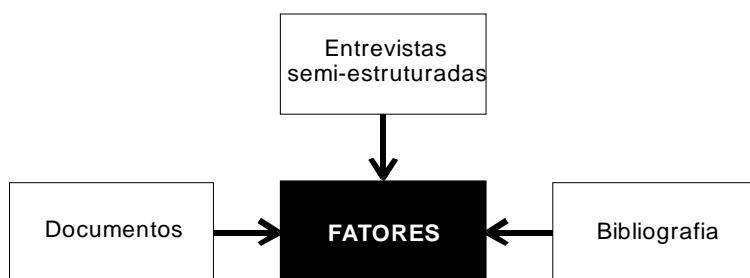 Entrevistas
semi-estruturadas
Documentos
FATORES
Bibliografia